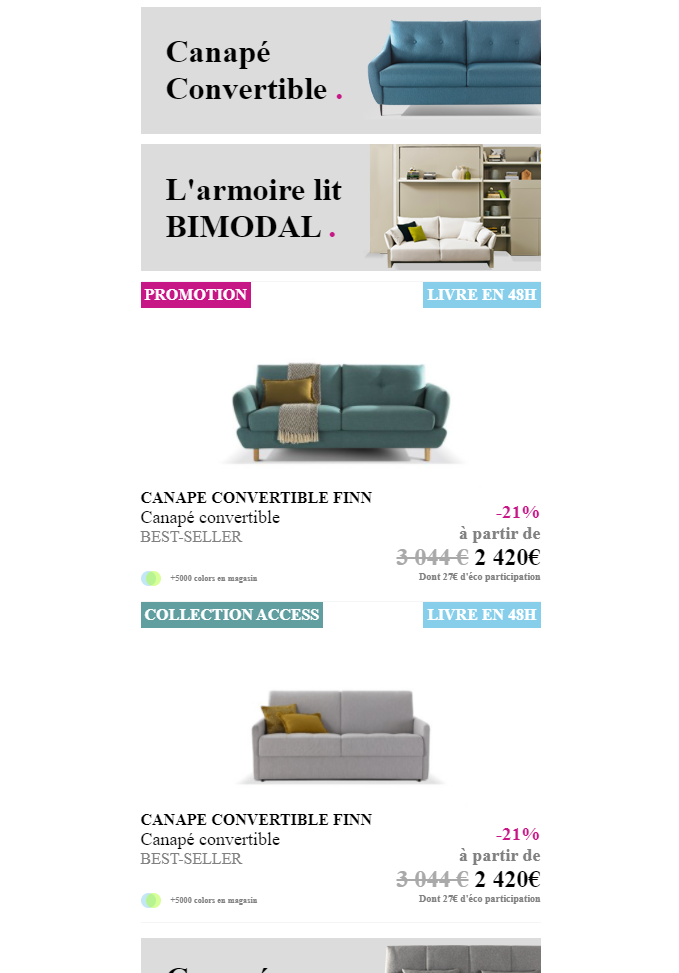 Canapé
Convertible .
L'armoire lit
BIMODAL .
PROMOTION
LIVRE EN 48H
CANAPE CONVERTIBLE FINN
Canapé convertible
BEST-SELLER
-21%
à partir de
3 044 € 2 420€
+5000 colors en magasin
Dont 27€ d'éco participation
COLLECTION ACCESS
LIVRE EN 48H
CANAPE CONVERTIBLE FINN
Canapé convertible
BEST-SELLER
-21%
à partir de
3 044 € 2 420€
+5000 colors en magasin
Dont 27€ d'éco participation